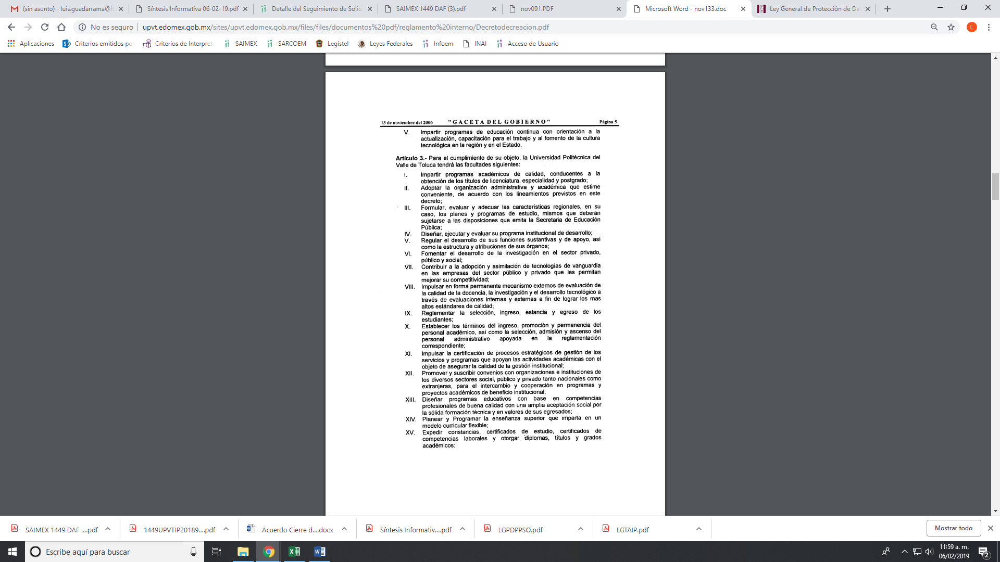 (sin asunto) - luis.guadarrama@i
Síntesis Informativa 06-02-19.pdf
Detalle del Seguimiento de Solici
SAIMEX 1449 DAF (3).pdf
nov091.PDF
Microsoft Word - nov133.doc
Ley General de Protección de Da
No es seguro
upvt.edomex.gob.mx/sites/upvt.edomex.gob.mx/files/files/documentos%20pdf/reglamento%20interno/Decretodecreacion.pdf
L
Aplicaciones
Criterios emitidos po
Criterios de Interpret
SAIMEX
SARCOEM
Legistel
Leyes Federales
Infoem
INAI
Acceso de Usuario
13 de noviembre del 2006 "GACETA DEL GOBIERNO" Página 5
V. Impartir programas de educación continua con orientación a la
actualización, capacitación para el trabajo y al fomento de la cultura
tecnológica en la región y en el Estado.
Artículo 3.- Para el cumplimiento de su objeto, la Universidad Politécnica del
Valle de Toluca tendrá las facultades siguientes:
I. Impartir programas académicos de calidad, conducentes a la
obtención de los títulos de licenciatura, especialidad y postgrado;
II. Adoptar la organización administrativa y académica que estime
conveniente, de acuerdo con los lineamientos previstos en este
decreto;
III. Formular, evaluar y adecuar las características regionales, en su
caso, los planes y programas de estudio, mismos que deberán
sujetarse a las disposiciones que emita la Secretaria de Educación
Pública;
IV. Diseñar, ejecutar y evaluar su programa institucional de desarrollo;
V. Regular el desarrollo de sus funciones sustantivas y de apoyo, así
como la estructura y atribuciones de sus órganos;
VI. Fomentar el desarrollo de la investigación en el sector privado,
público y social;
VII. Contribuir a la adopción y asimilación de tecnologías de vanguardia
en las empresas del sector público y privado que les permitan
mejorar su competitividad;
VIII. Impulsar en forma permanente mecanismo externos de evaluación de
la calidad de la docencia, la investigación y el desarrollo tecnológico a
través de evaluaciones internas y externas a fin de lograr los mas
altos estándares de calidad;
IX. Reglamentar la selección, ingreso, estancia y egreso de los
estudiantes;
X. Establecer los términos del ingreso, promoción y permanencia del
personal académico, así como la selección, admisión y ascenso del
personal administrativo apoyada en la reglamentación
correspondiente;
XI. Impulsar la certificación de procesos estratégicos de gestión de los
servicios y programas que apoyan las actividades académicas con el
objeto de asegurar la calidad de la gestión institucional;
XII. Promover y suscribir convenios con organizaciones e instituciones de
los diversos sectores social, público y privado tanto nacionales como
extranjeras, para el intercambio y cooperación en programas y
proyectos académicos de beneficio institucional;
XIII. Diseñar programas educativos con base en competencias
profesionales de buena calidad con una amplia aceptación social por
la sólida formación técnica y en valores de sus egresados;
XIV. Planear y Programar la enseñanza superior que imparta en un
modelo curricular flexible;
XV. Expedir constancias, certificados de estudio, certificados de
competencias laborales y otorgar diplomas, títulos y grados
académicos;
SAIMEX 1449 DAF ....pdf
1449UPVTIP20189....pdf
Acuerdo Cierre d....docx
Síntesis Informativ....pdf
LGPDPPSO.pdf
LGTAIP.pdf
Mostrar todo
Escribe aquí para buscar
11:59 a. m.
06/02/2019
2